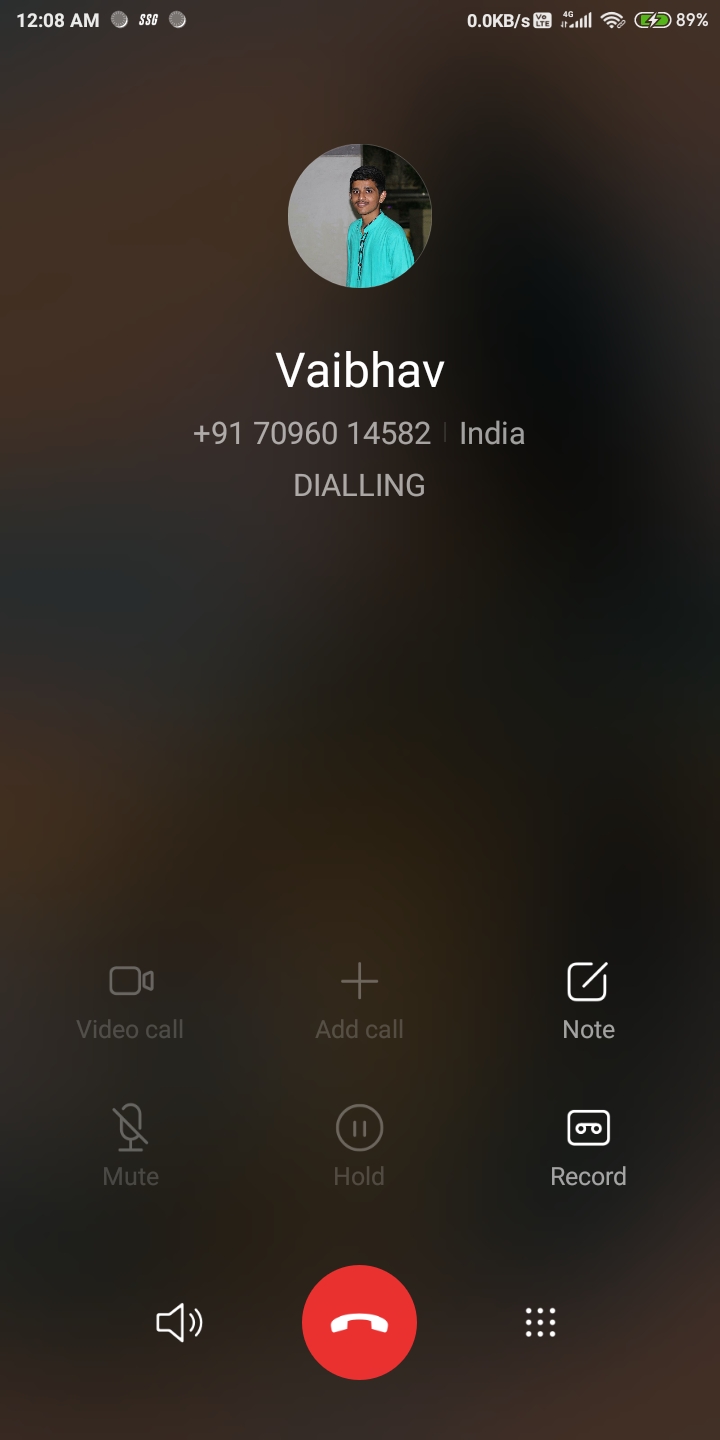 12:08 AM SSG 0.0KB/s Vo LTE 4G 89%
Vaibhav
+91 70960 14582 India
DIALLING
Video call Add call Note
Mute Hold Record